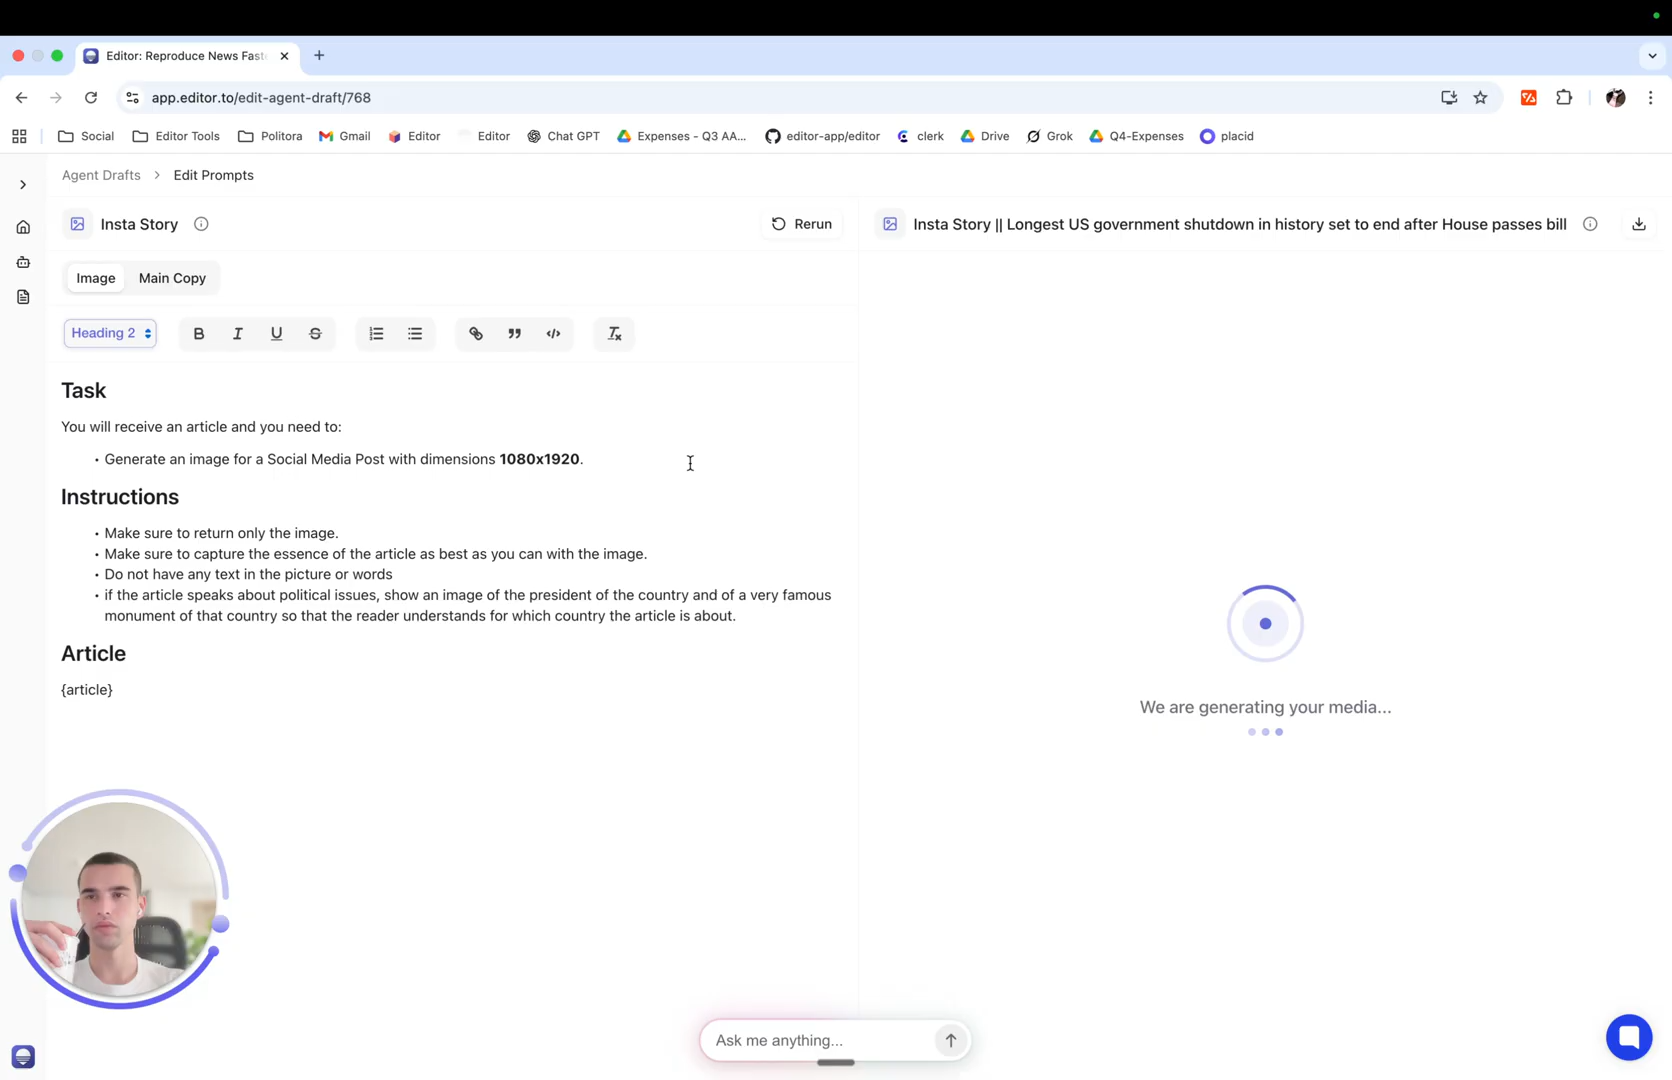 Editor: Reproduce News Fast
app.editor.to/edit-agent-draft/768
Social
Editor Tools
Politora
Gmail
Editor
Editor
Chat GPT
Expenses - Q3 AA...
editor-app/editor
clerk
Drive
Grok
Q4-Expenses
placid
Agent Drafts > Edit Prompts
Insta Story
Rerun
Insta Story || Longest US government shutdown in history set to end after House passes bill
Image
Main Copy
Heading 2
Task
You will receive an article and you need to:
• Generate an image for a Social Media Post with dimensions 1080x1920.
Instructions
• Make sure to return only the image.
• Make sure to capture the essence of the article as best as you can with the image.
• Do not have any text in the picture or words
• if the article speaks about political issues, show an image of the president of the country and of a very famous
monument of that country so that the reader understands for which country the article is about.
Article
{article}
We are generating your media...
Ask me anything...